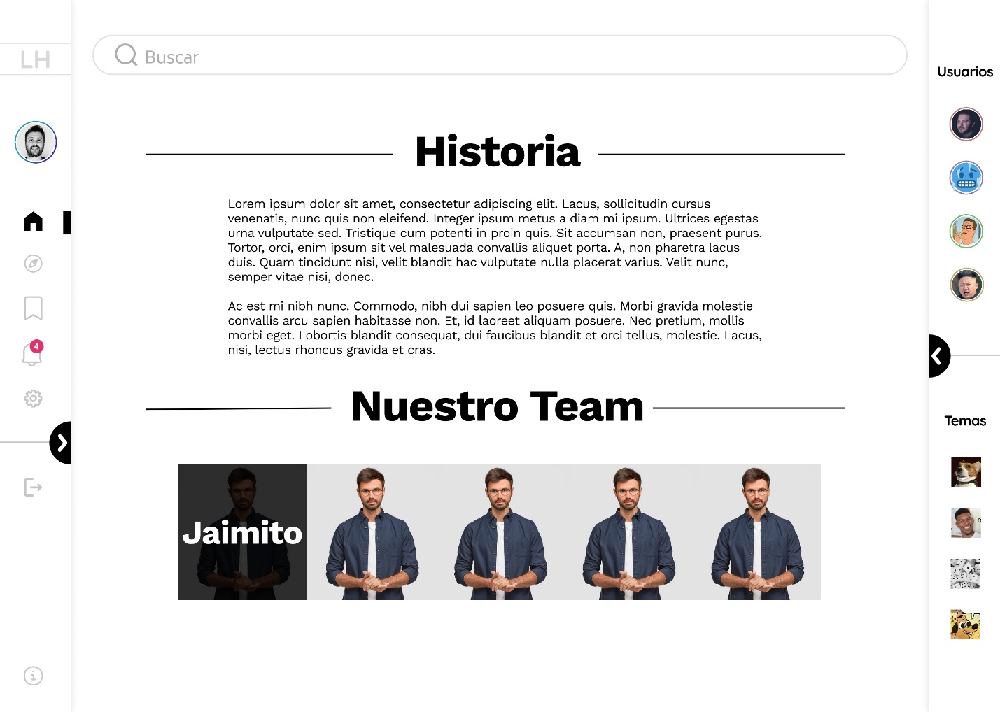 LH
Buscar
Usuarios
Historia
Lorem ipsum dolor sit amet, consectetur adipiscing elit. Lacus, sollicitudin cursus
venenatis, nunc quis non eleifend. Integer ipsum metus a diam mi ipsum. Ultrices egestas
urna vulputate sed. Tristique cum potenti in proin quis. Sit accumsan non, praesent purus.
Tortor, orci, enim ipsum sit vel malesuada convallis aliquet porta. A, non pharetra lacus
duis. Quam tincidunt nisi, velit blandit hac vulputate nulla placerat varius. Velit nunc,
semper vitae nisi, donec.
Ac est mi nibh nunc. Commodo, nibh dui sapien leo posuere quis. Morbi gravida molestie
convallis arcu sapien habitasse non. Et, id laoreet aliquam posuere. Nec pretium, mollis
morbi eget. Lobortis blandit consequat, dui faucibus blandit et orci tellus, molestie. Lacus,
nisi, lectus rhoncus gravida et cras.
4
Nuestro Team
Temas
Jaimito